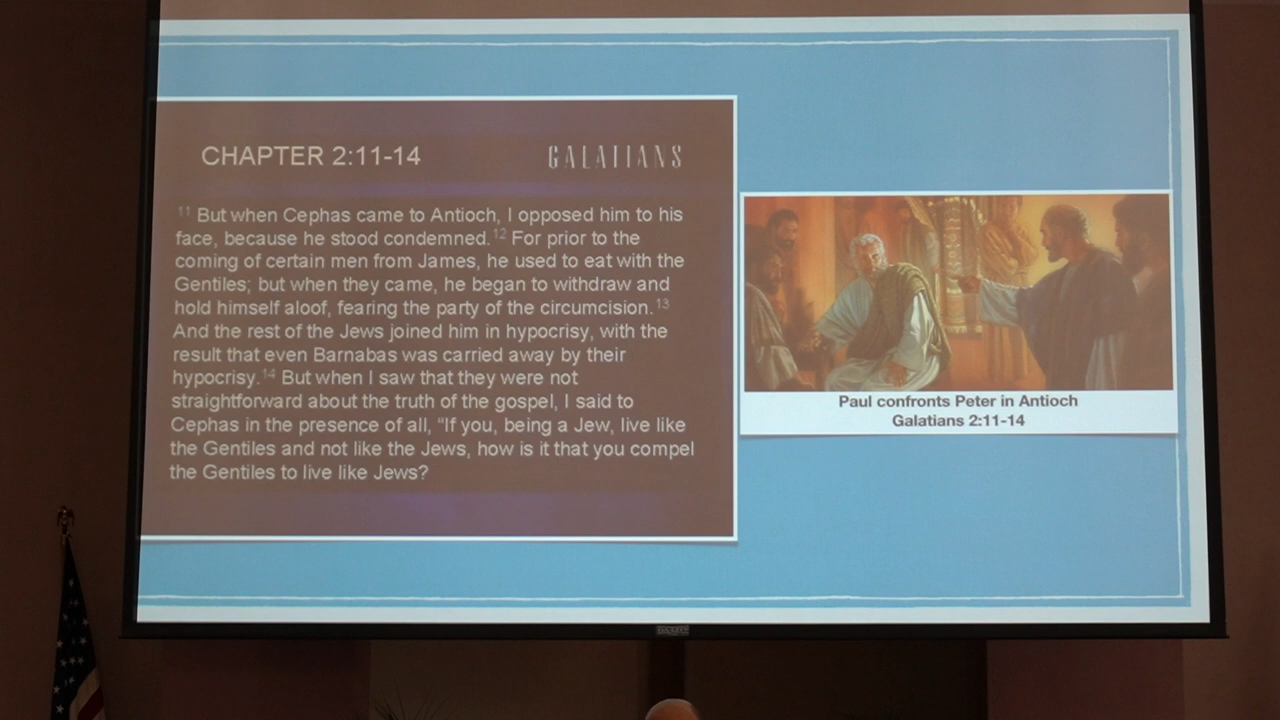 CHAPTER 2:11-14
GALATIANS
11 But when Cephas came to Antioch, I opposed him to his
face, because he stood condemned. 12 For prior to the
coming of certain men from James, he used to eat with the
Gentiles; but when they came, he began to withdraw and
hold himself aloof, fearing the party of the circumcision. 13
And the rest of the Jews joined him in hypocrisy, with the
result that even Barnabas was carried away by their
hypocrisy. 14 But when I saw that they were not
straightforward about the truth of the gospel, I said to
Cephas in the presence of all, “If you, being a Jew, live like
the Gentiles and not like the Jews, how is it that you compel
the Gentiles to live like Jews?
Paul confronts Peter in Antioch
Galatians 2:11-14